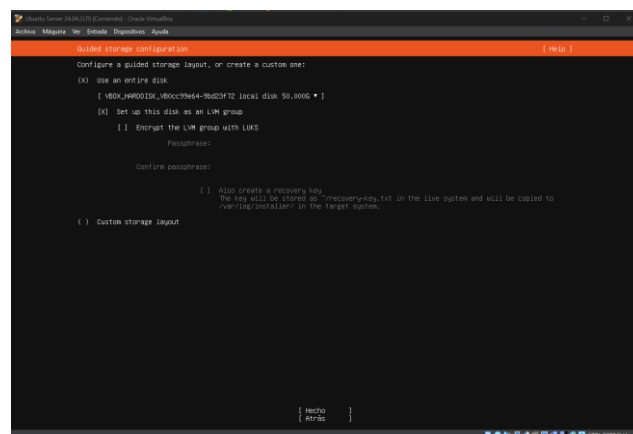 Ubuntu Server 24.04.2LTS [Corriendo] - Oracle VirtualBox
Archivo Máquina Ver Entrada Dispositivos Ayuda
Guided storage configuration [ Help ]
Configure a guided storage layout, or create a custom one:
(X) Use an entire disk
[ VBOX_HARDDISK_VB0cc99e64-9bd23f72 local disk 50.000G ▼ ]
[X] Set up this disk as an LVM group
[ ] Encrypt the LVM group with LUKS
Passphrase:
Confirm passphrase:
[ ] Also create a recovery key
The key will be stored as ~/recovery-key.txt in the live system and will be copied to
/var/log/installer/ in the target system.
( ) Custom storage layout
[ Hecho ]
[ Atrás ]